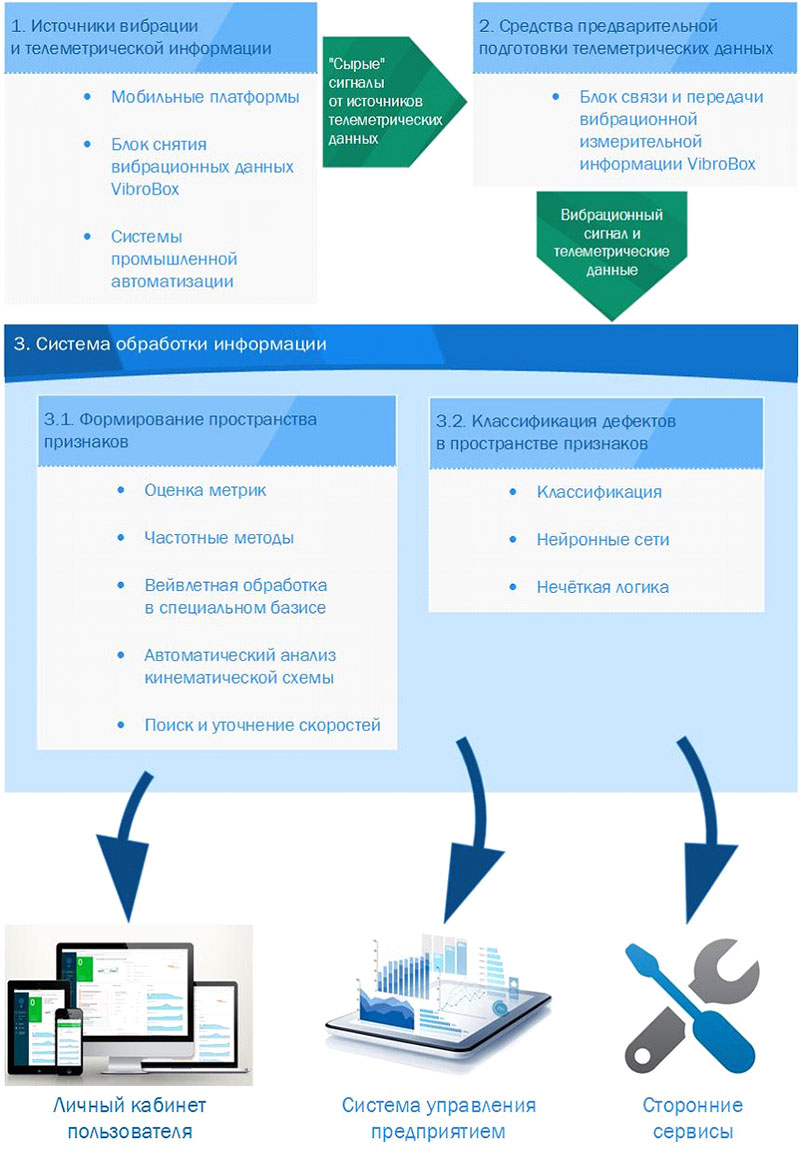 1. Источники вибрации
и телеметрической информации
Мобильные платформы
Блок снятия
вибрационных данных
VibroBox
Системы
промышленной
автоматизации
"Сырые"
сигналы
от источников
телеметрических
данных
2. Средства предварительной
подготовки телеметрических данных
Блок связи и передачи
вибрационной
измерительной
информации VibroBox
Вибрационный
сигнал и
телеметрические
данные
3. Система обработки информации
3.1. Формирование пространства
признаков
Оценка метрик
Частотные методы
Вейвлетная обработка
в специальном базисе
Автоматический анализ
кинематической схемы
Поиск и уточнение скоростей
3.2. Классификация дефектов
в пространстве признаков
Классификация
Нейронные сети
Нечёткая логика
Личный кабинет
пользователя
Система управления
предприятием
Сторонние
сервисы